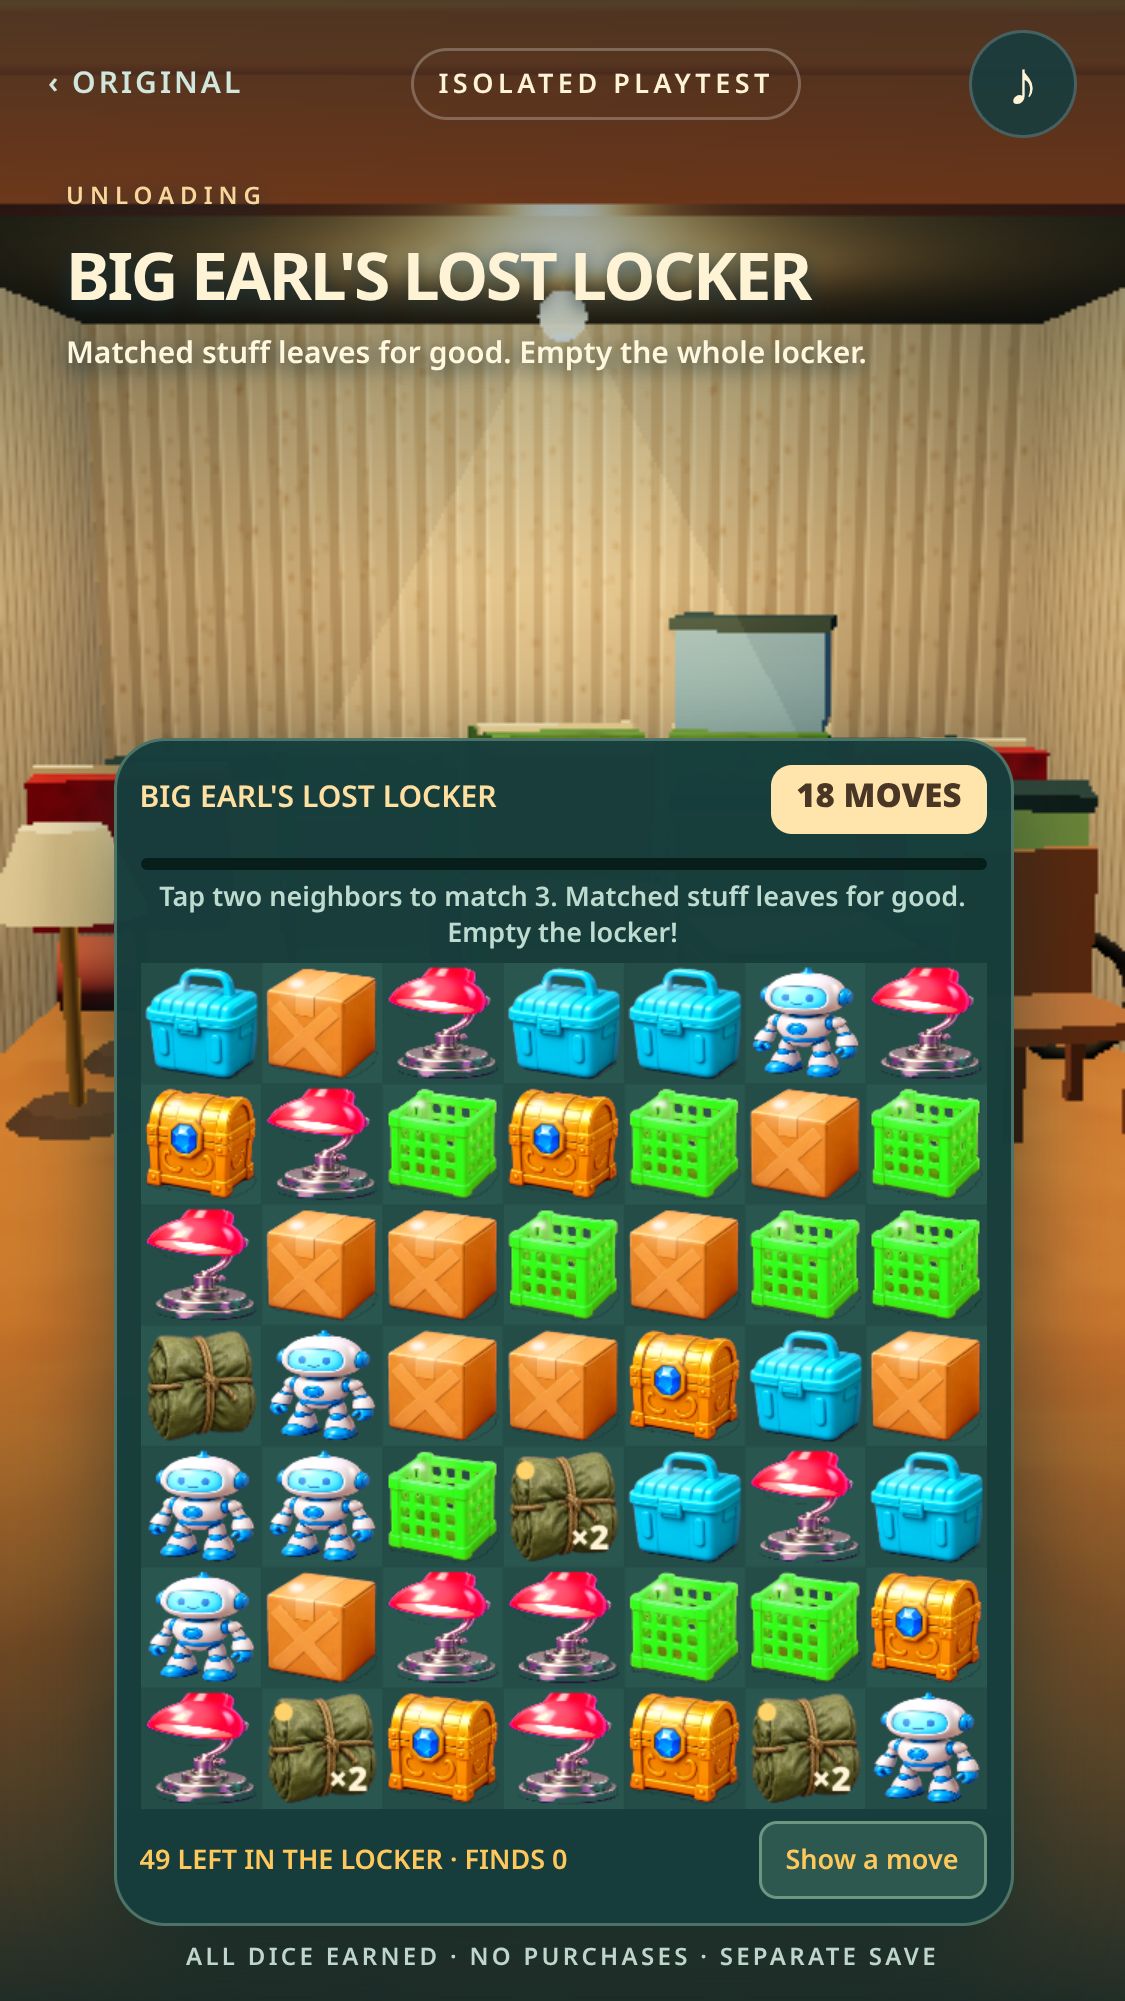 ‹ ORIGINAL
ISOLATED PLAYTEST
UNLOADING
BIG EARL'S LOST LOCKER
Matched stuff leaves for good. Empty the whole locker.
BIG EARL'S LOST LOCKER
18 MOVES
Tap two neighbors to match 3. Matched stuff leaves for good.
Empty the locker!
×2
×2
×2
49 LEFT IN THE LOCKER · FINDS 0
Show a move
ALL DICE EARNED · NO PURCHASES · SEPARATE SAVE